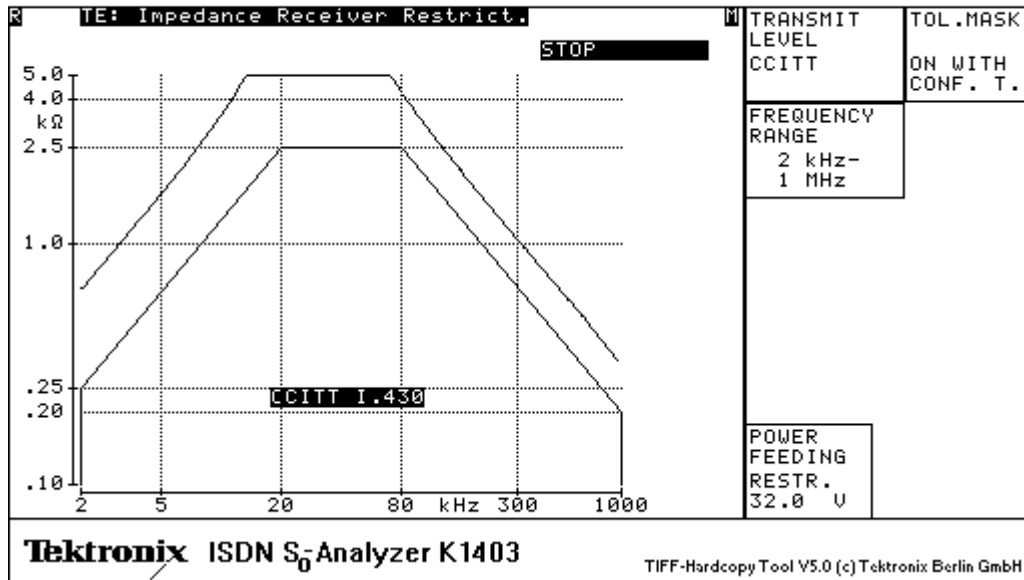 R TE: Impedance Receiver Restrict. M
STOP
5.0
4.0
kΩ
2.5
1.0
.25
.20
.10
CCITT I.430
2 5 20 80 kHz 300 1000
TRANSMIT
LEVEL
CCITT
TOL.MASK
ON WITH
CONF. T.
FREQUENCY
RANGE
2 kHz-
1 MHz
POWER
FEEDING
RESTR.
32.0 V
Tektronix ISDN S0-Analyzer K1403
TIFF-Hardcopy Tool V5.0 (c) Tektronix Berlin GmbH